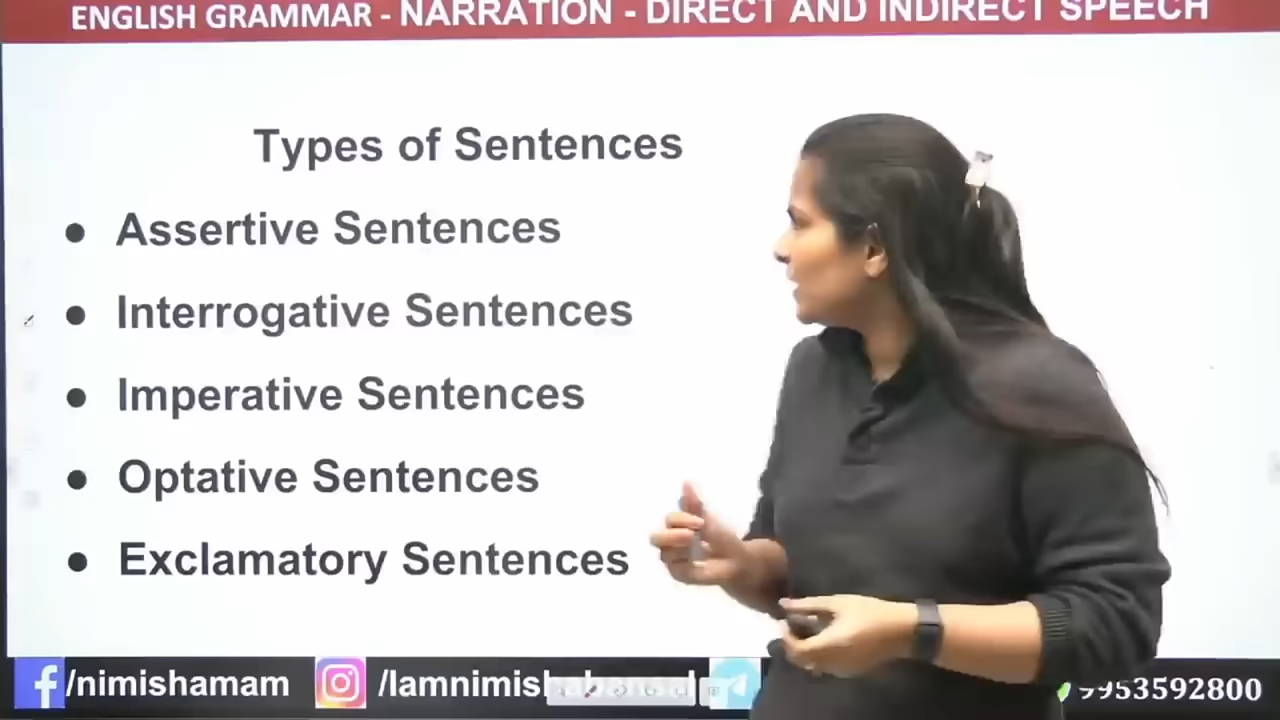 ENGLISH GRAMMAR - NARRATION - DIRECT AND INDIRECT SPEECH
Types of Sentences
● Assertive Sentences
● Interrogative Sentences
● Imperative Sentences
● Optative Sentences
● Exclamatory Sentences
/nimishamam
9953592800